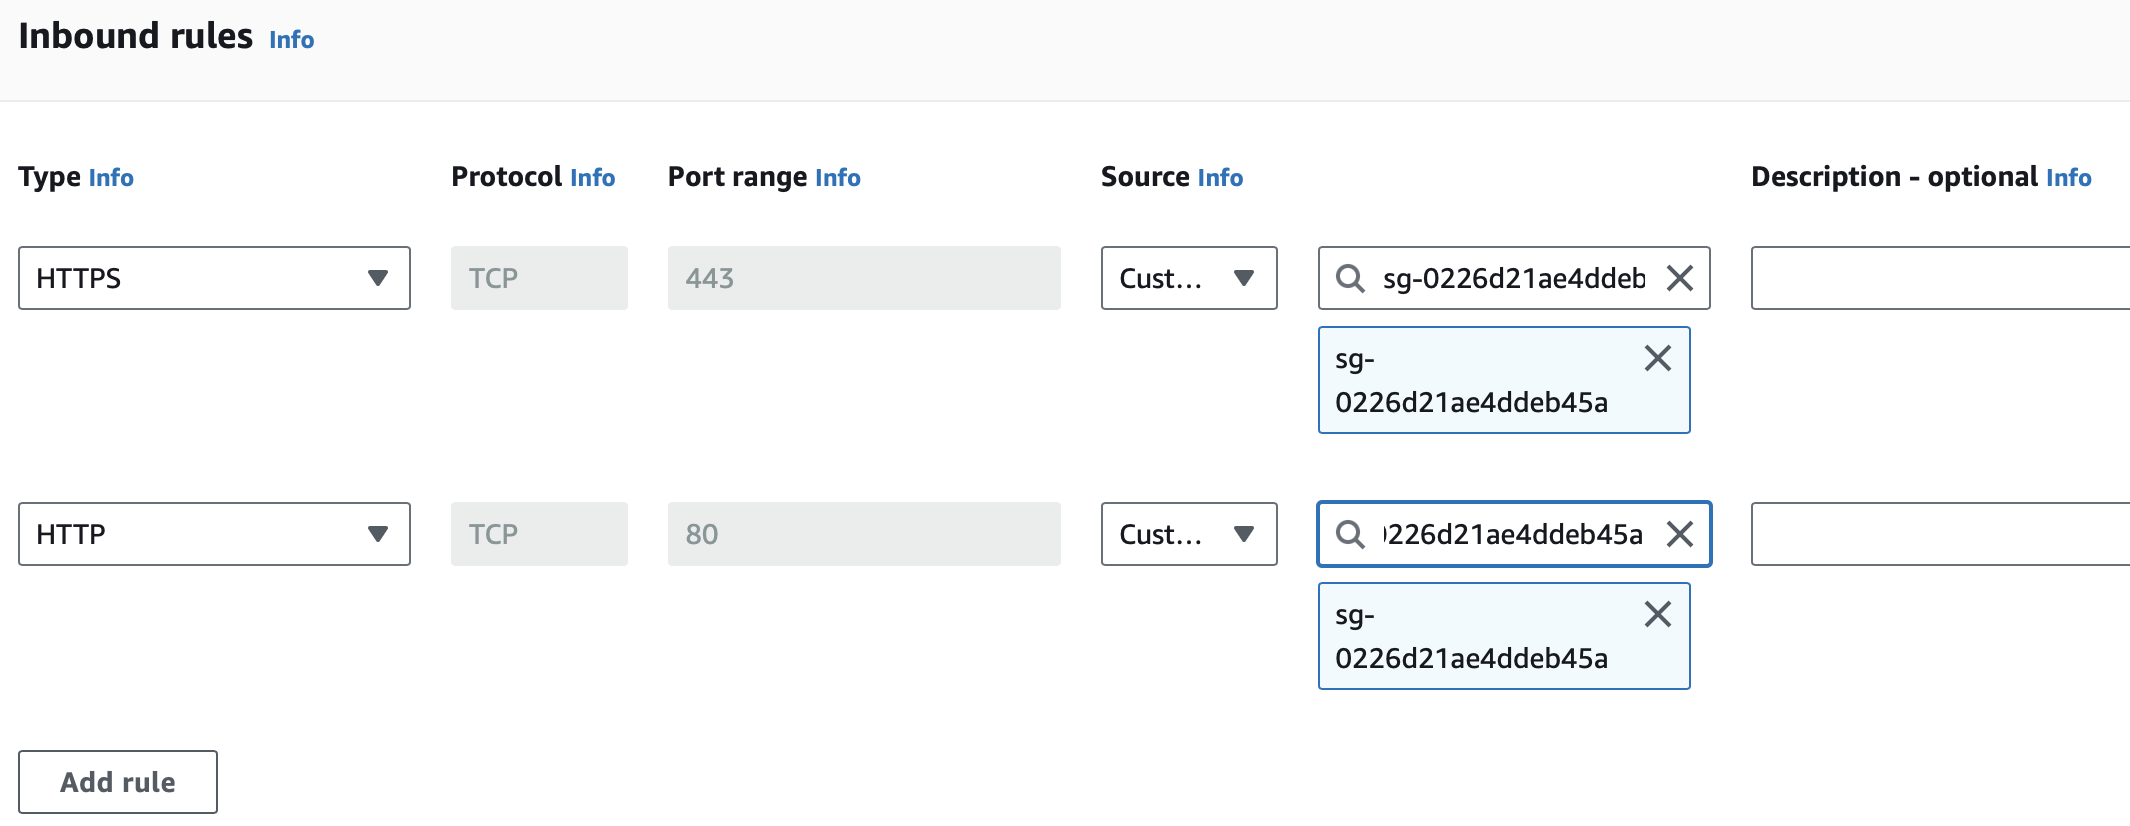 Inbound rules Info
Type Info Protocol Info Port range Info Source Info Description - optional Info
HTTPS TCP 443 Cust... sg-0226d21ae4ddeb
sg-
0226d21ae4ddeb45a
HTTP TCP 80 Cust... 0226d21ae4ddeb45a
sg-
0226d21ae4ddeb45a
Add rule